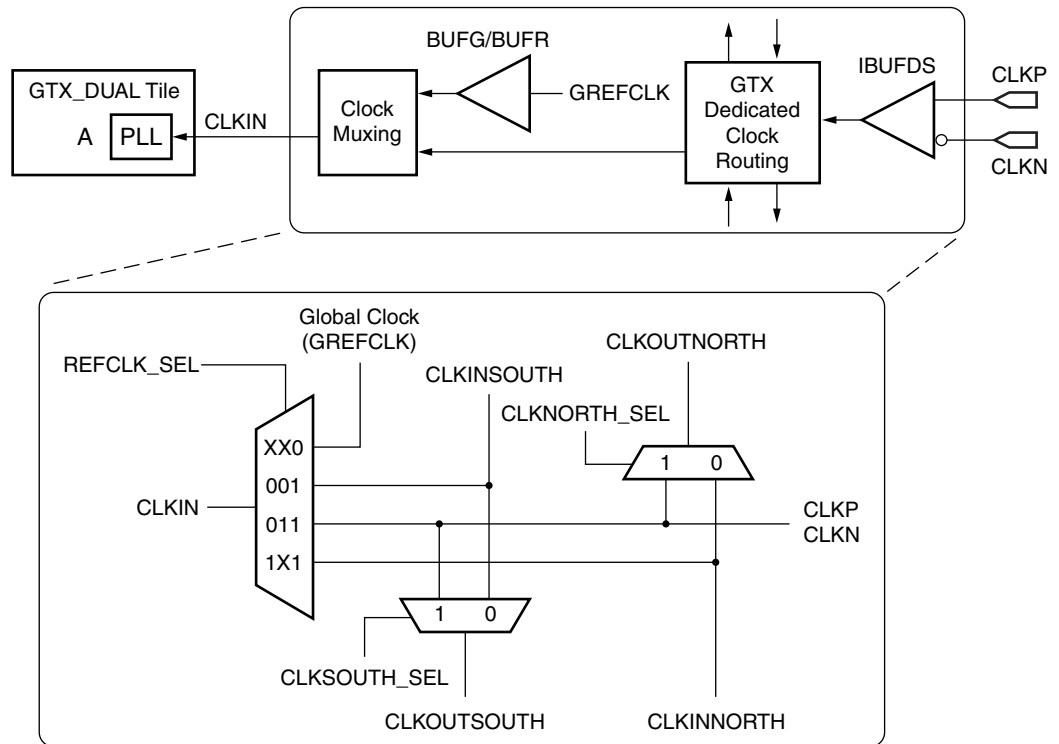 BUFG/BUFR
IBUFDS
CLKP
CLKN
GTX_DUAL Tile
A
PLL
CLKIN
Clock
Muxing
GREFCLK
GTX
Dedicated
Clock
Routing
Global Clock
(GREFCLK)
CLKOUTNORTH
REFCLK_SEL
CLKINSOUTH
CLKNORTH_SEL
XX0
001
011
1X1
CLKIN
1 0
CLKP
CLKN
1 0
CLKSOUTH_SEL
CLKOUTSOUTH
CLKINNORTH